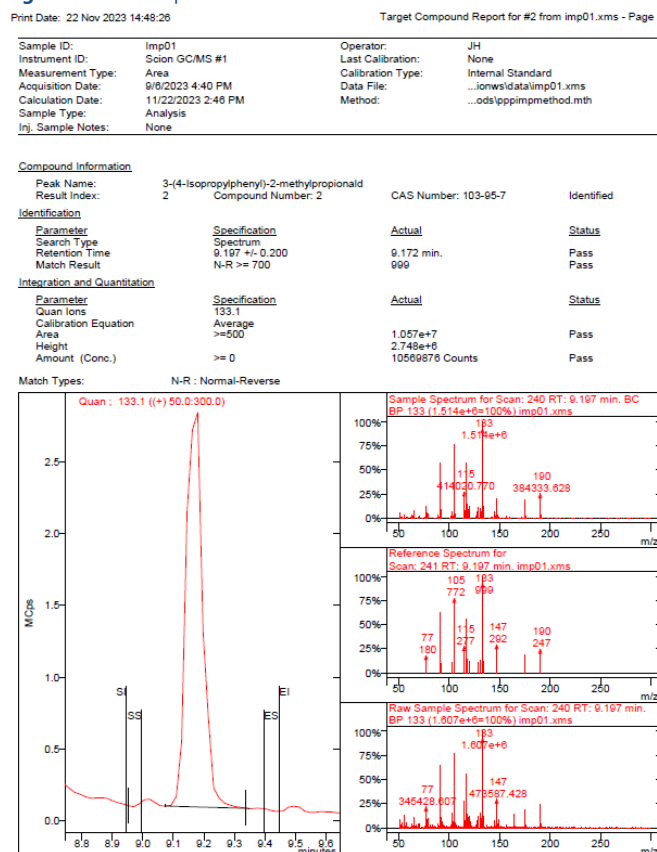 Print Date: 22 Nov 2023 14:48:26 Target Compound Report for #2 from imp01.xms - Page
Sample ID: Imp01 Operator: JH
Instrument ID: Scion GC/MS #1 Last Calibration: None
Measurement Type: Area Calibration Type: Internal Standard
Acquisition Date: 9/6/2023 4:40 PM Data File: ...ionws\data\imp01.xms
Calculation Date: 11/22/2023 2:46 PM Method: ...ods\pppimpmethod.mth
Sample Type: Analysis
Inj. Sample Notes: None
Compound Information
Peak Name: 3-(4-Isopropylphenyl)-2-methylpropionald
Result Index: 2 Compound Number: 2 CAS Number: 103-95-7 Identified
Identification
Parameter Specification Actual Status
Search Type Spectrum
Retention Time 9.197 +/- 0.200 9.172 min. Pass
Match Result N-R >= 700 999 Pass
Integration and Quantitation
Parameter Specification Actual Status
Quan Ions 133.1
Calibration Equation Average
Area >=500 1.057e+7 Pass
Height 2.748e+6
Amount (Conc.) >= 0 10569876 Counts Pass
Match Types: N-R : Normal-Reverse
Quan : 133.1 ((+) 50.0:300.0)
2.5
2.0
1.5
1.0
0.5
0.0
MCps
SI
SS
ES
EI
8.8 8.9 9.0 9.1 9.2 9.3 9.4 9.5 9.6
minutes
Sample Spectrum for Scan: 240 RT: 9.197 min. BC
BP 133 (1.514e+6=100%) imp01.xms
100%
75%
50%
25%
0%
133
1.514e+6
115
414020.770
190
384333.628
50 100 150 200 250
m/z
Reference Spectrum for
Scan: 241 RT: 9.197 min. imp01.xms
100%
75%
50%
25%
0%
105
772
133
999
77
180
115
277
147
292
190
247
50 100 150 200 250
m/z
Raw Sample Spectrum for Scan: 240 RT: 9.197 min.
BP 133 (1.607e+6=100%) imp01.xms
100%
75%
50%
25%
0%
133
1.607e+6
77
345428.607
147
473587.428
50 100 150 200 250
m/z